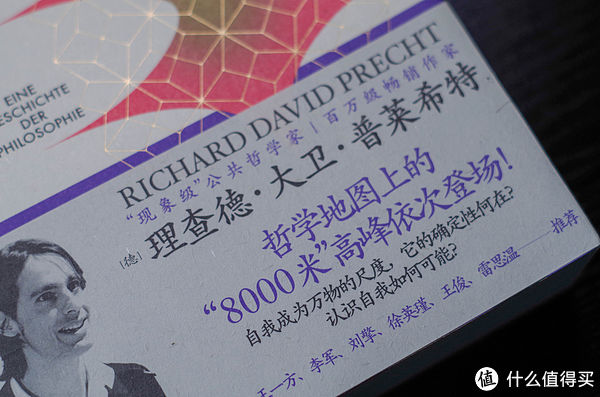 EINE
GESCHICHTE
DER
PHILOSOPHIE
RICHARD DAVID PRECHT
“现象级”公共哲学家｜百万级畅销作家
[德] 理查德·大卫·普莱希特
哲学地图上的
“8000米”高峰依次登场！
自我成为万物的尺度，它的确定性何在？
认识自我如何可能？
王一方、李军、刘擎、徐英瑾、王俊、雷思温——推荐
值 什么值得买